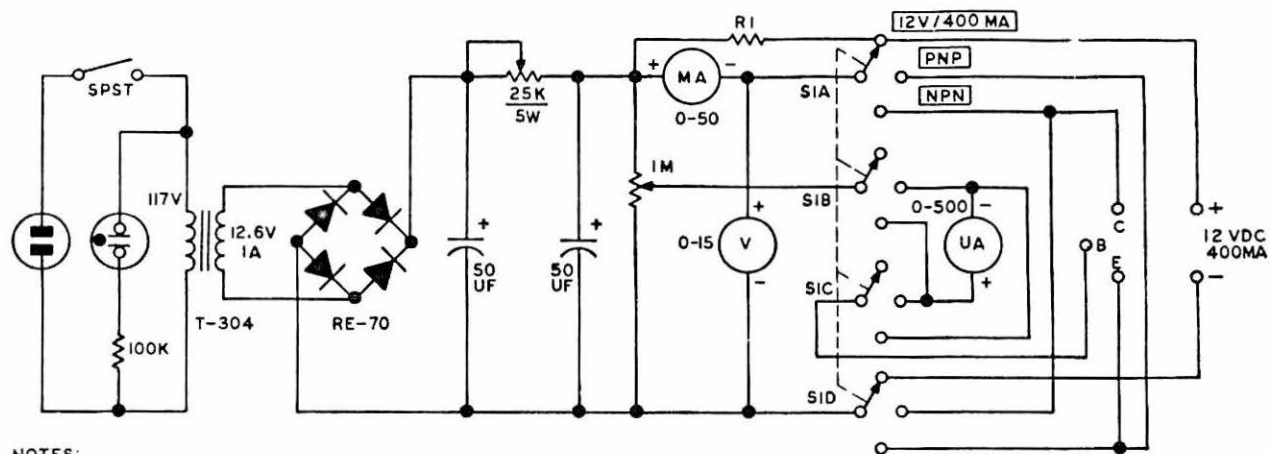 SPST
117V
12.6V
1A
T-304
100K
RE-70
+
50
UF
25K
5W
+
50
UF
R1
+ MA -
0-50
1M
+
0-15 V
-
S1A
S1B
S1C
S1D
12V/400 MA
PNP
NPN
0-500 -
UA
+
B
C
E
+
12 VDC
400MA
-
NOTES: